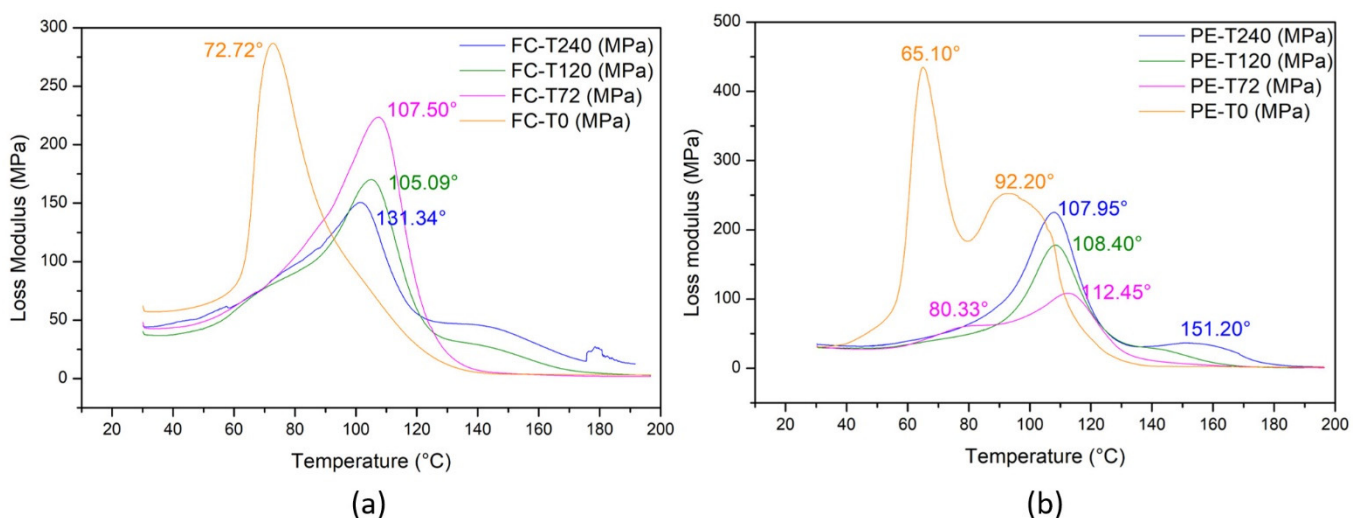 (a)
300
250
200
150
100
50
0
Loss Modulus (MPa)
20 40 60 80 100 120 140 160 180 200
Temperature (°C)
FC-T240 (MPa)
FC-T120 (MPa)
FC-T72 (MPa)
FC-T0 (MPa)
72.72°
107.50°
105.09°
131.34°
(a)
(b)
500
450
400
300
200
100
0
Loss modulus (MPa)
20 40 60 80 100 120 140 160 180 200
Temperature (°C)
PE-T240 (MPa)
PE-T120 (MPa)
PE-T72 (MPa)
PE-T0 (MPa)
65.10°
92.20°
107.95°
108.40°
80.33°
112.45°
151.20°
(b)